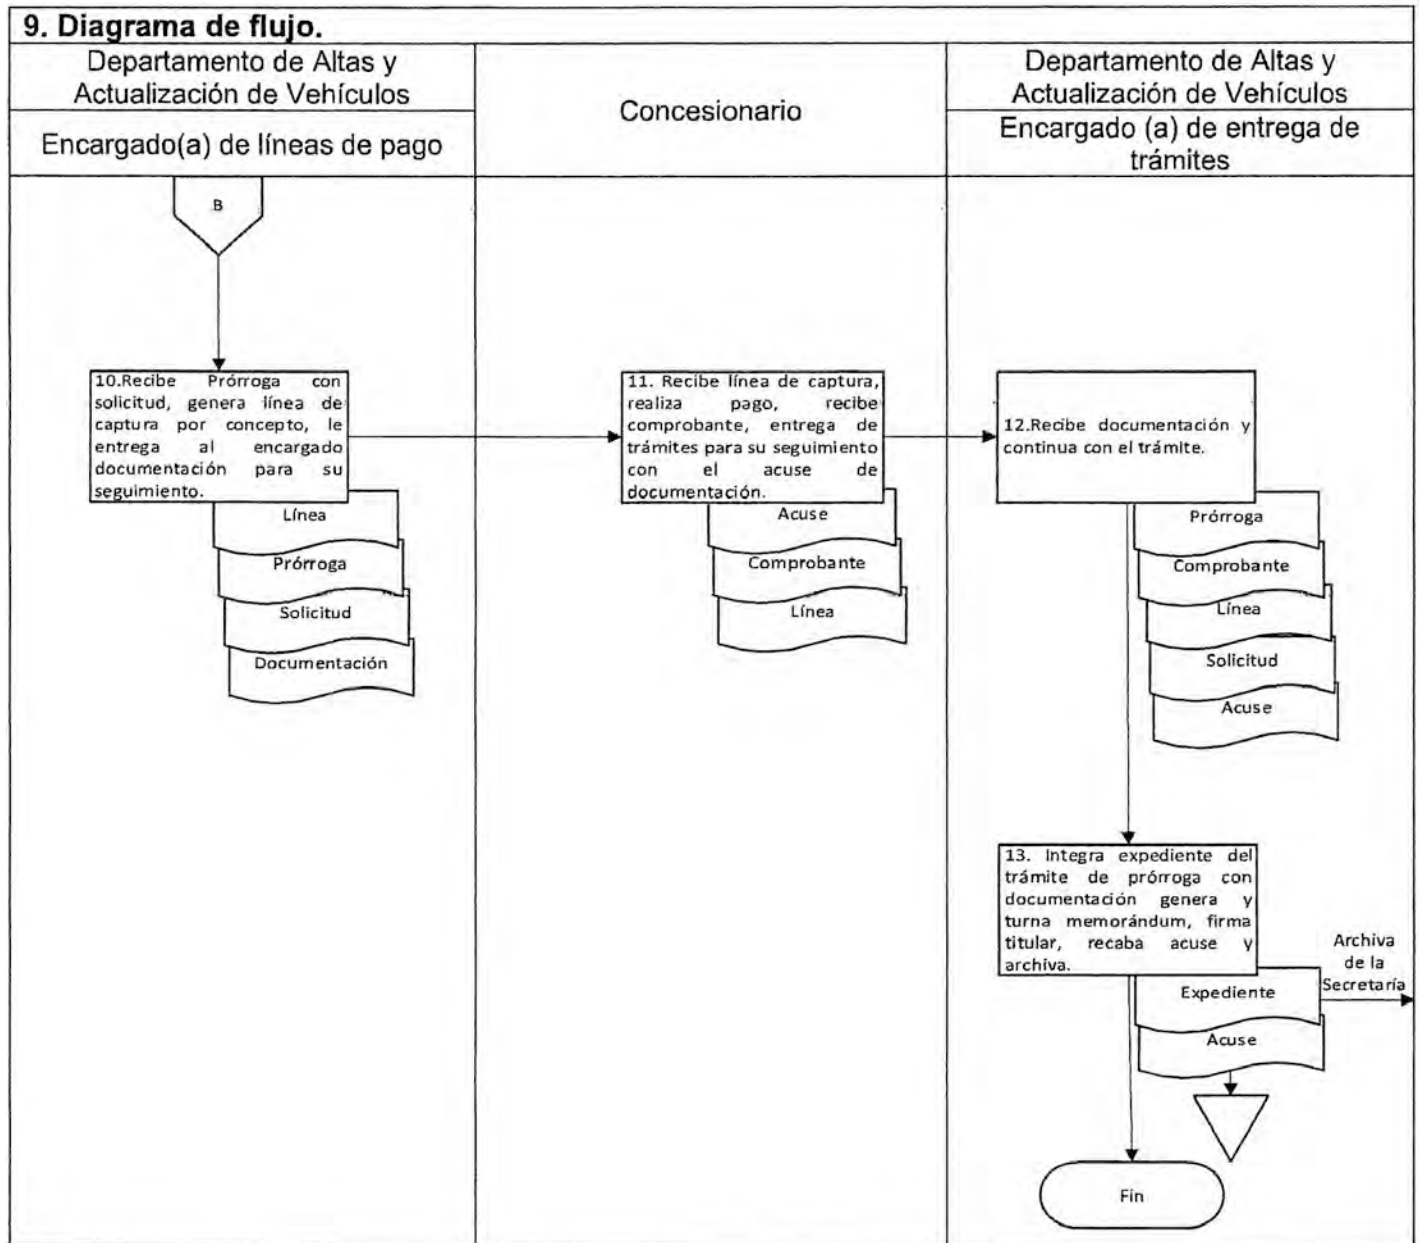 9. Diagrama de flujo.
Departamento de Altas y
Actualización de Vehículos
Encargado(a) de líneas de pago
Concesionario
Departamento de Altas y
Actualización de Vehículos
Encargado (a) de entrega de
trámites
B
10.Recibe Prórroga con
solicitud, genera línea de
captura por concepto, le
entrega al encargado
documentación para su
seguimiento.
Línea
Prórroga
Solicitud
Documentación
11. Recibe línea de captura,
realiza pago, recibe
comprobante, entrega de
trámites para su seguimiento
con el acuse de
documentación.
Acuse
Comprobante
Línea
12.Recibe documentación y
continua con el trámite.
Prórroga
Comprobante
Línea
Solicitud
Acuse
13. Integra expediente del
trámite de prórroga con
documentación genera y
turna memorándum, firma
titular, recaba acuse y
archiva.
Expediente
Acuse
Archiva
de la
Secretaría
Fin